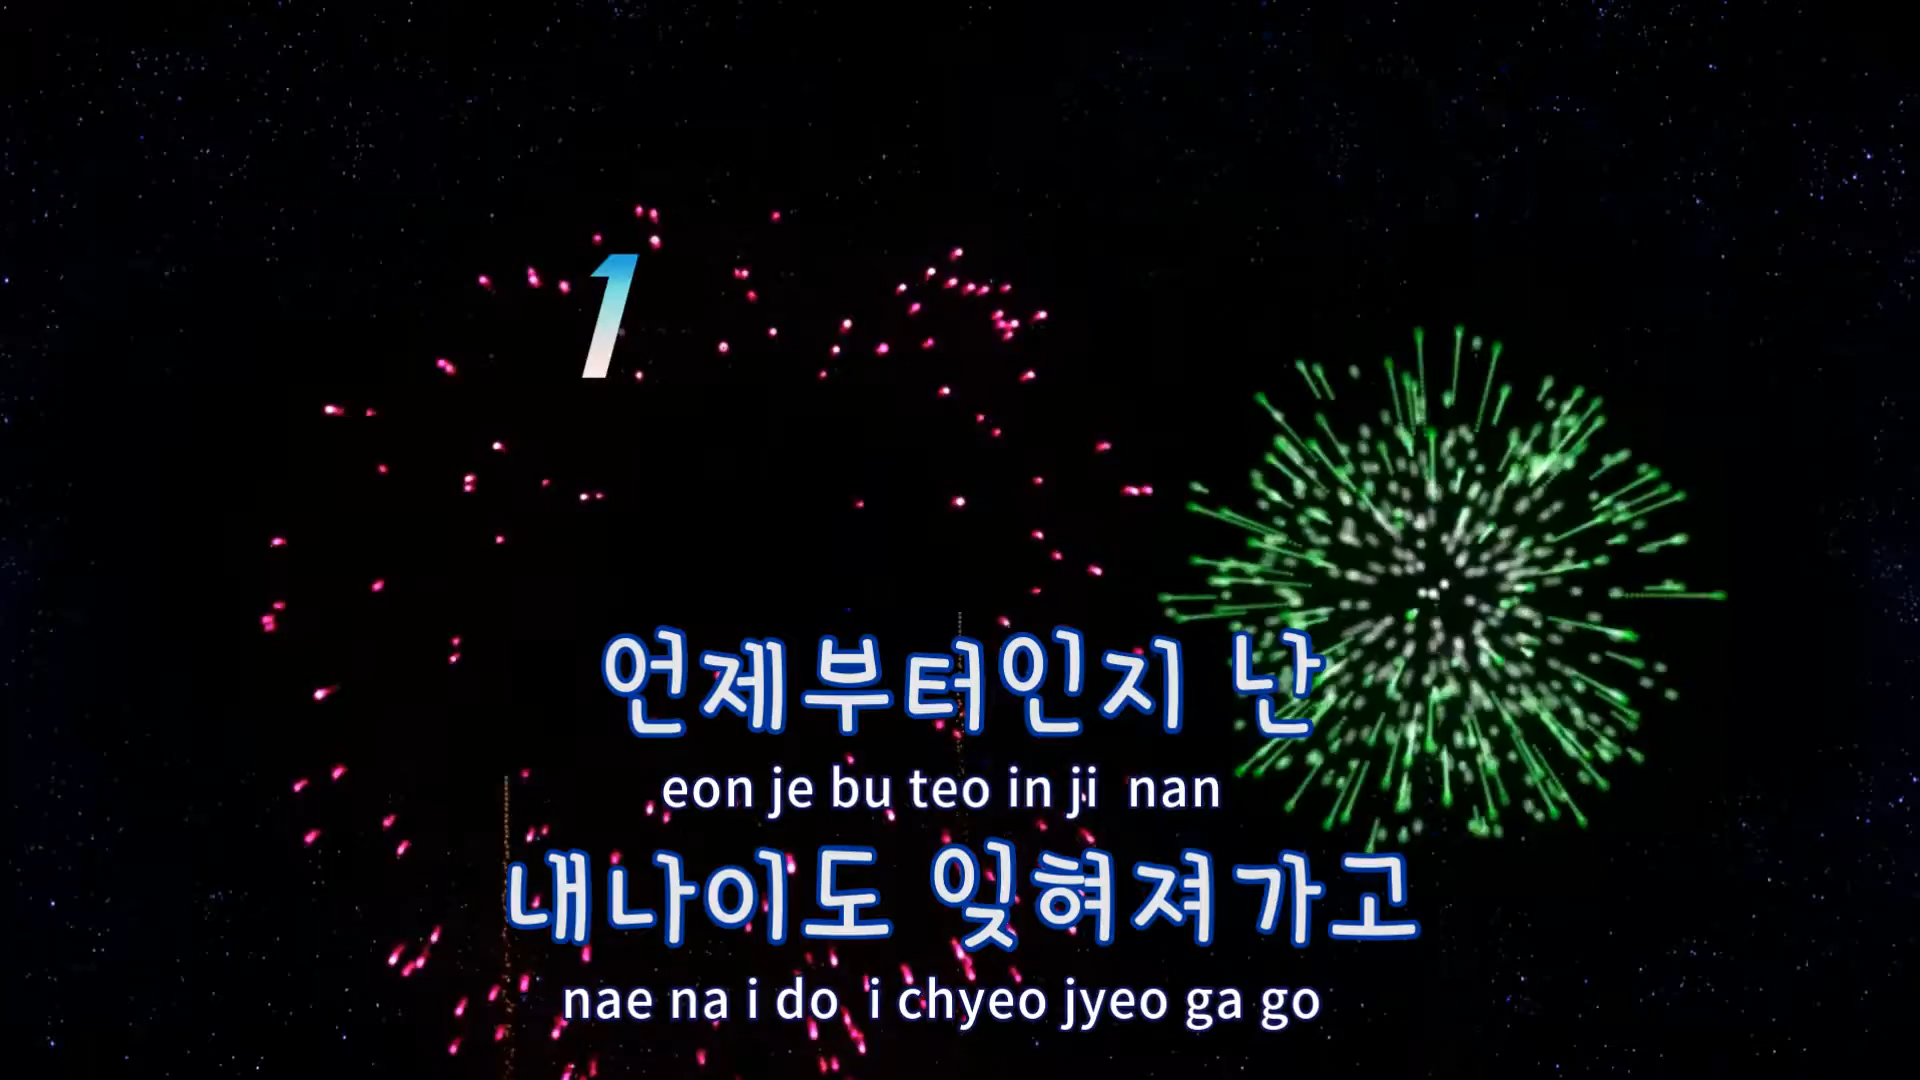 1
언제부터인지 난
eon je bu teo in ji nan
내나이도 잊혀져가고
nae na i do i chyeo jyeo ga go